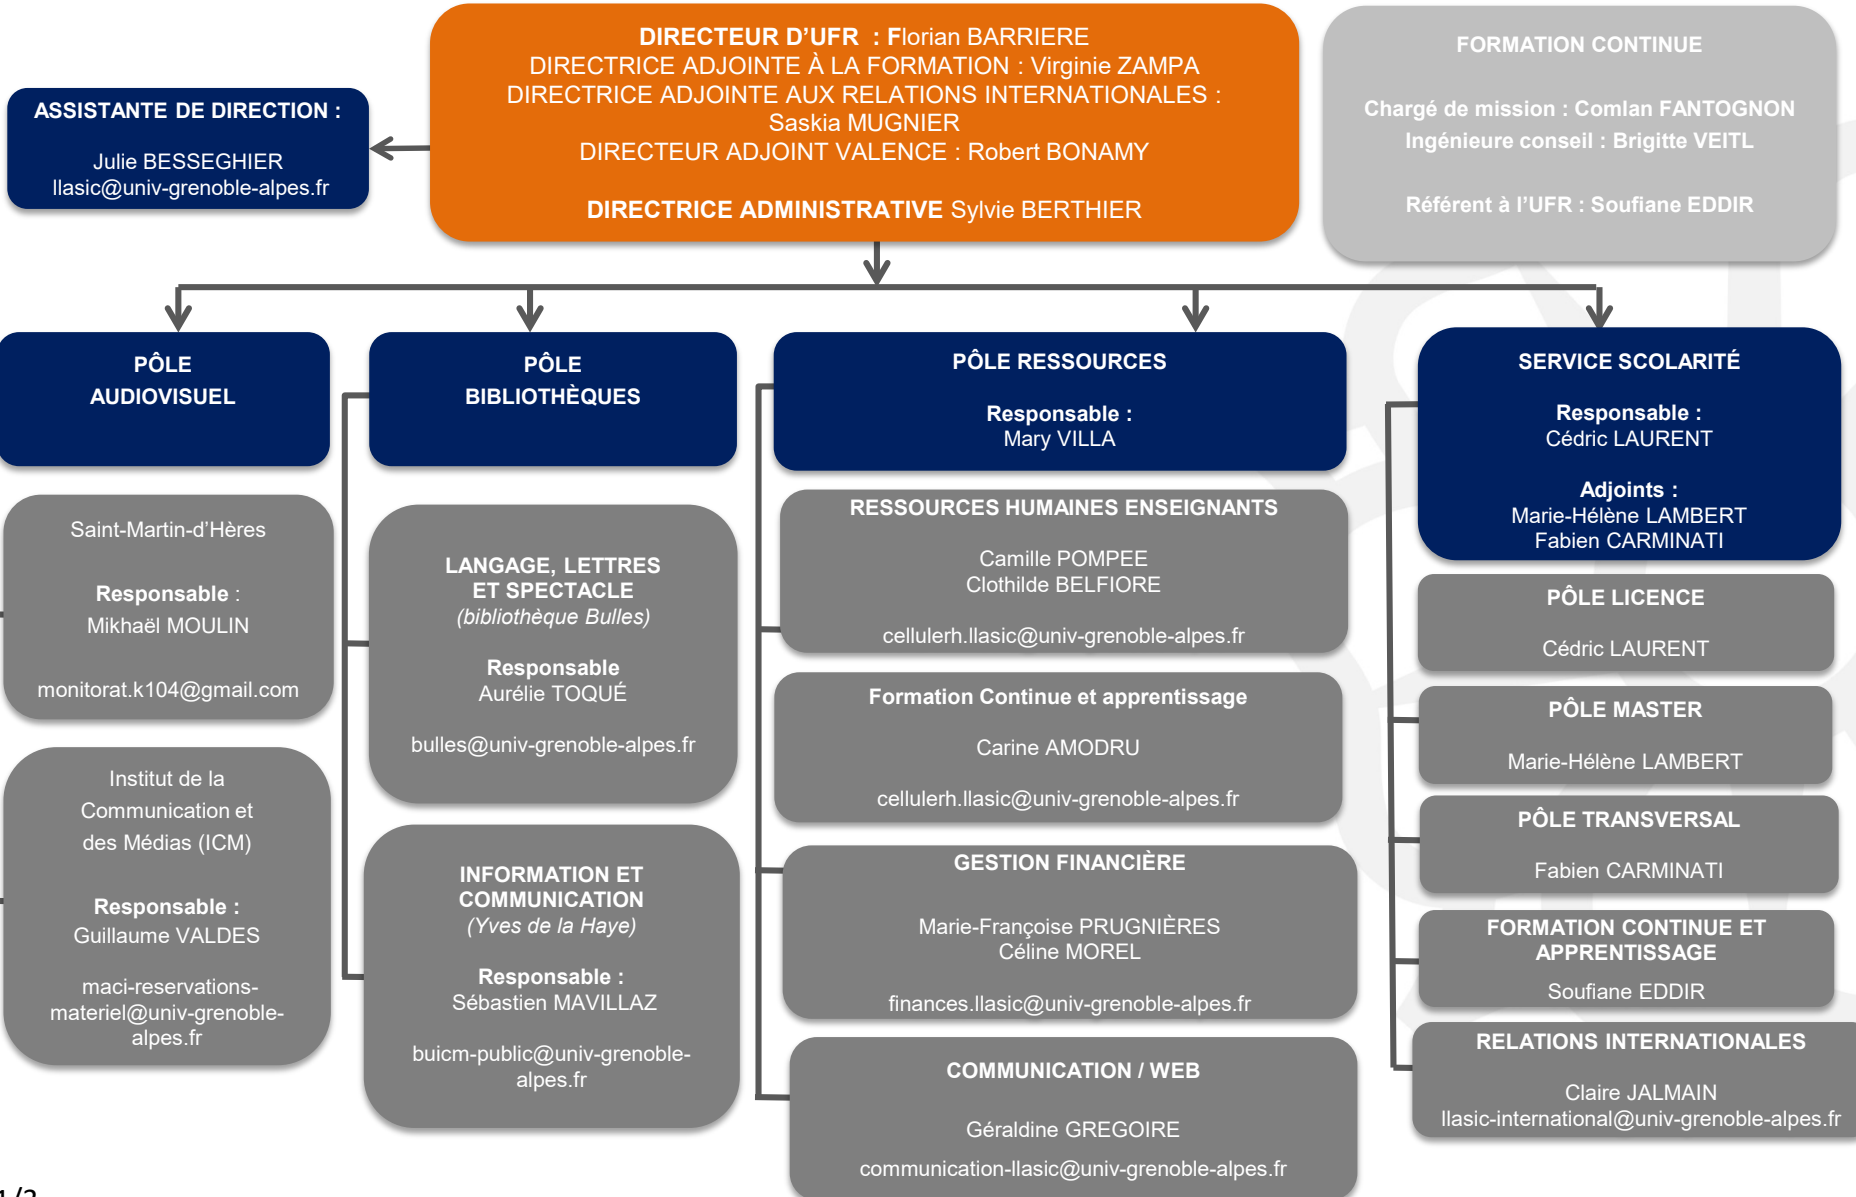 DIRECTEUR D’UFR : Florian BARRIERE
DIRECTRICE ADJOINTE À LA FORMATION : Virginie ZAMPA
DIRECTRICE ADJOINTE AUX RELATIONS INTERNATIONALES :
Saskia MUGNIER
DIRECTEUR ADJOINT VALENCE : Robert BONAMY
DIRECTRICE ADMINISTRATIVE Sylvie BERTHIER
FORMATION CONTINUE
Chargé de mission : Comlan FANTOGNON
Ingénieure conseil : Brigitte VEITL
Référent à l’UFR : Soufiane EDDIR
ASSISTANTE DE DIRECTION :
Julie BESSEGHIER
llasic@univ-grenoble-alpes.fr
PÔLE
AUDIOVISUEL
Saint-Martin-d’Hères
Responsable :
Mikhaël MOULIN
monitorat.k104@gmail.com
Institut de la
Communication et
des Médias (ICM)
Responsable :
Guillaume VALDES
maci-reservations-
materiel@univ-grenoble-
alpes.fr
PÔLE
BIBLIOTHÈQUES
LANGAGE, LETTRES
ET SPECTACLE
(bibliothèque Bulles)
Responsable
Aurélie TOQUÉ
bulles@univ-grenoble-alpes.fr
INFORMATION ET
COMMUNICATION
(Yves de la Haye)
Responsable :
Sébastien MAVILLAZ
buicm-public@univ-grenoble-
alpes.fr
PÔLE RESSOURCES
Responsable :
Mary VILLA
RESSOURCES HUMAINES ENSEIGNANTS
Camille POMPEE
Clothilde BELFIORE
cellulerh.llasic@univ-grenoble-alpes.fr
Formation Continue et apprentissage
Carine AMODRU
cellulerh.llasic@univ-grenoble-alpes.fr
GESTION FINANCIÈRE
Marie-Françoise PRUGNIÈRES
Céline MOREL
finances.llasic@univ-grenoble-alpes.fr
COMMUNICATION / WEB
Géraldine GREGOIRE
communication-llasic@univ-grenoble-alpes.fr
SERVICE SCOLARITÉ
Responsable :
Cédric LAURENT
Adjoints :
Marie-Hélène LAMBERT
Fabien CARMINATI
PÔLE LICENCE
Cédric LAURENT
PÔLE MASTER
Marie-Hélène LAMBERT
PÔLE TRANSVERSAL
Fabien CARMINATI
FORMATION CONTINUE ET
APPRENTISSAGE
Soufiane EDDIR
RELATIONS INTERNATIONALES
Claire JALMAIN
llasic-international@univ-grenoble-alpes.fr